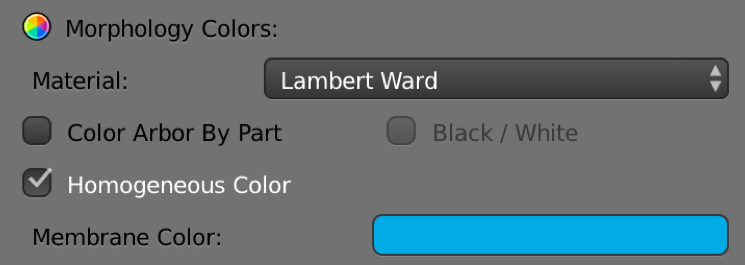 Morphology Colors:
Material: Lambert Ward
Color Arbor By Part Black / White
Homogeneous Color
Membrane Color: